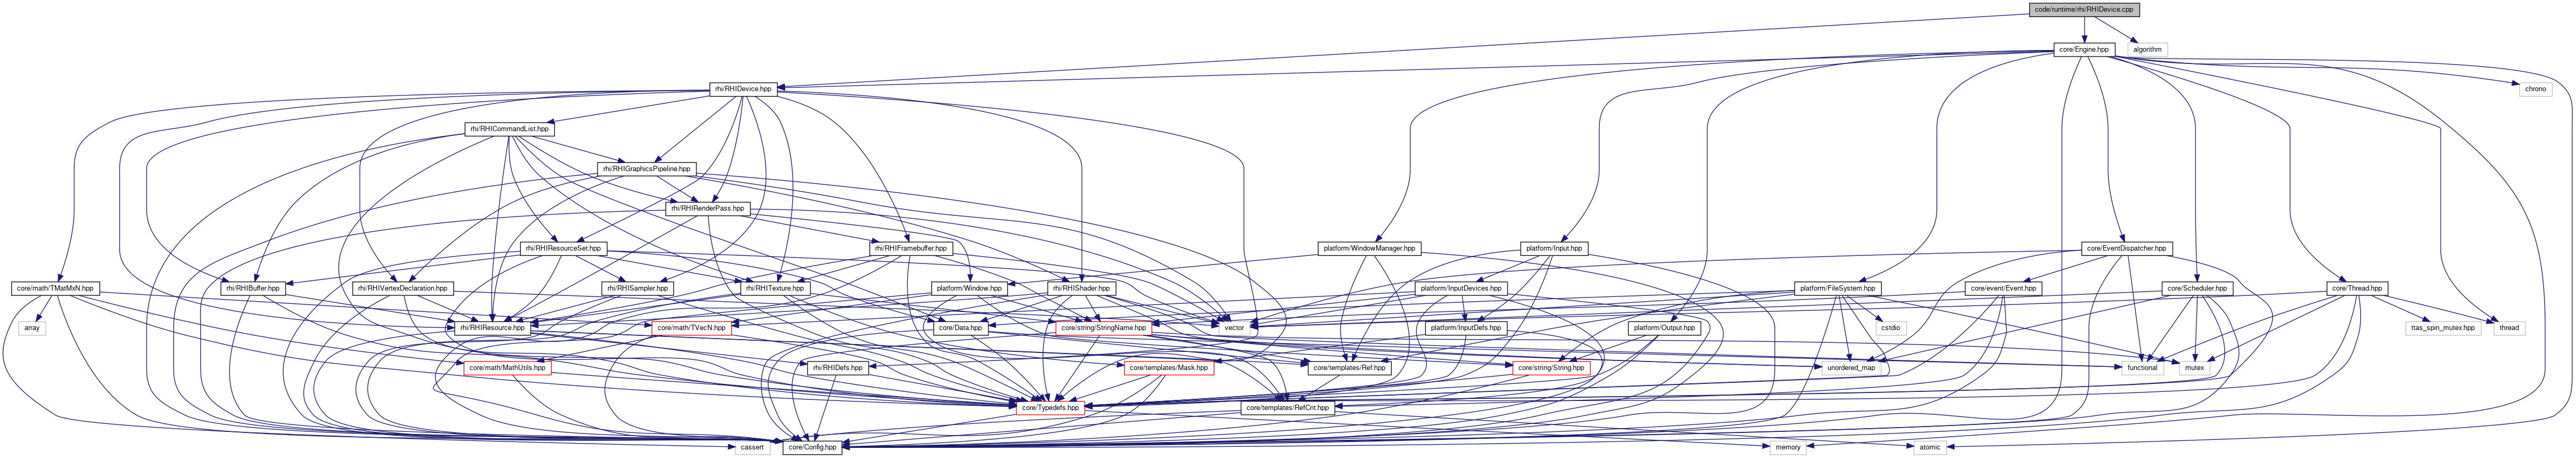 code/runtime/rhi/RHIDevice.cpp
core/Engine.hpp
algorithm
rhi/RHIDevice.hpp
chrono
rhi/RHICommandList.hpp
rhi/RHIGraphicsPipeline.hpp
rhi/RHIRenderPass.hpp
rhi/RHIResourceSet.hpp
rhi/RHIFramebuffer.hpp
platform/WindowManager.hpp
platform/Input.hpp
core/EventDispatcher.hpp
core/math/TMatMxN.hpp
rhi/RHIBuffer.hpp
rhi/RHIVertexDeclaration.hpp
rhi/RHISampler.hpp
rhi/RHITexture.hpp
platform/Window.hpp
rhi/RHIShader.hpp
platform/InputDevices.hpp
platform/FileSystem.hpp
core/event/Event.hpp
core/Scheduler.hpp
core/Thread.hpp
array
rhi/RHIResource.hpp
core/math/TVecN.hpp
core/Data.hpp
core/string/StringName.hpp
vector
platform/InputDefs.hpp
platform/Output.hpp
cstdio
ttas_spin_mutex.hpp
thread
core/math/MathUtils.hpp
rhi/RHIDefs.hpp
core/templates/Mask.hpp
core/templates/Ref.hpp
core/string/String.hpp
unordered_map
functional
mutex
core/Typedefs.hpp
core/templates/RefCnt.hpp
cassert
core/Config.hpp
memory
atomic